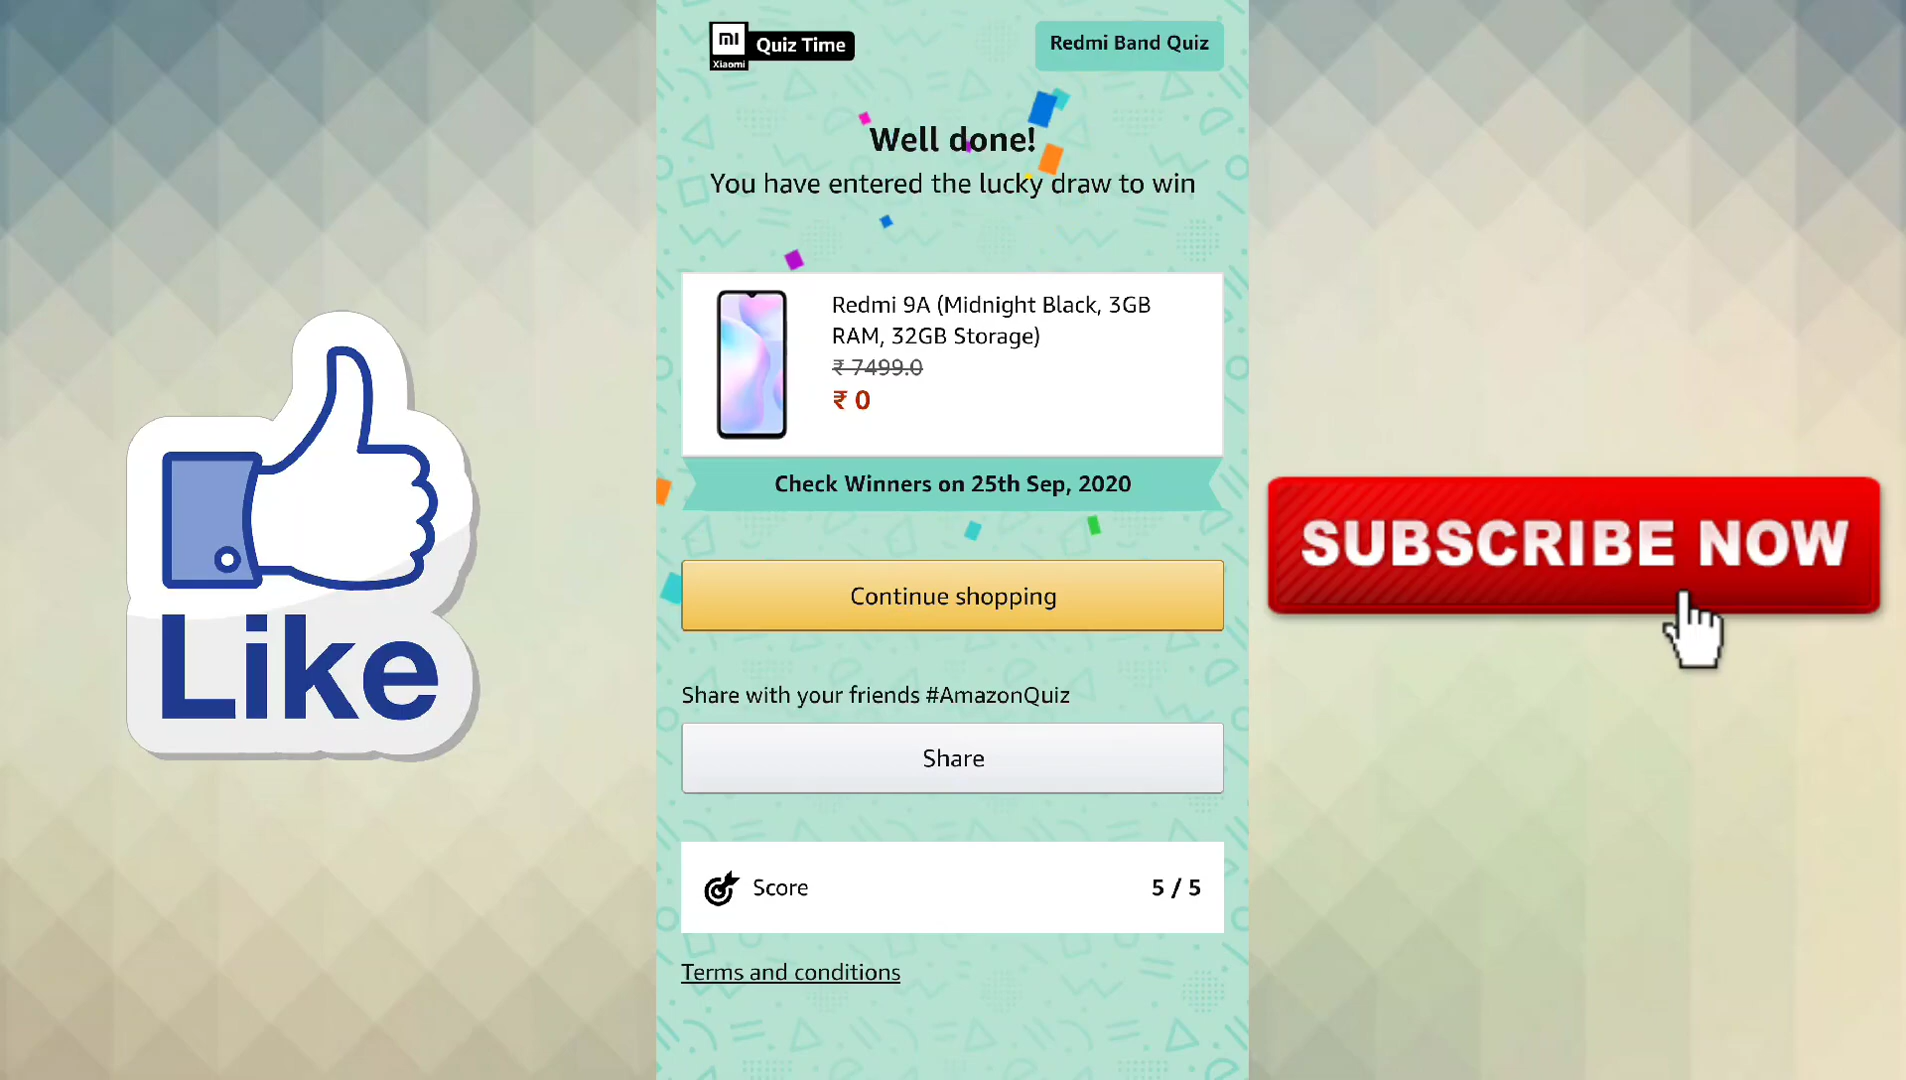 mi
Xiaomi
Quiz Time
Redmi Band Quiz
Well done!
You have entered the lucky draw to win
Redmi 9A (Midnight Black, 3GB
RAM, 32GB Storage)
₹ 7499.0
₹ 0
Check Winners on 25th Sep, 2020
Continue shopping
Share with your friends #AmazonQuiz
Share
Score
5 / 5
Terms and conditions
Like
SUBSCRIBE NOW